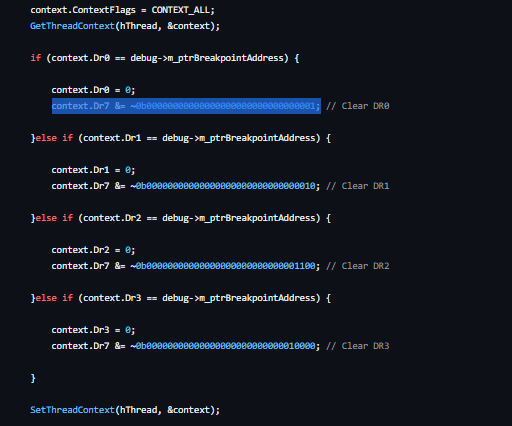 context.ContextFlags = CONTEXT_ALL;
GetThreadContext(hThread, &context);
if (context.Dr0 == debug->m_ptrBreakpointAddress) {
context.Dr0 = 0;
context.Dr7 &= ~0b00000000000000000000000000000001; // Clear DR0
}else if (context.Dr1 == debug->m_ptrBreakpointAddress) {
context.Dr1 = 0;
context.Dr7 &= ~0b00000000000000000000000000000010; // Clear DR1
}else if (context.Dr2 == debug->m_ptrBreakpointAddress) {
context.Dr2 = 0;
context.Dr7 &= ~0b00000000000000000000000000001100; // Clear DR2
}else if (context.Dr3 == debug->m_ptrBreakpointAddress) {
context.Dr3 = 0;
context.Dr7 &= ~0b00000000000000000000000000010000; // Clear DR3
}
SetThreadContext(hThread, &context);